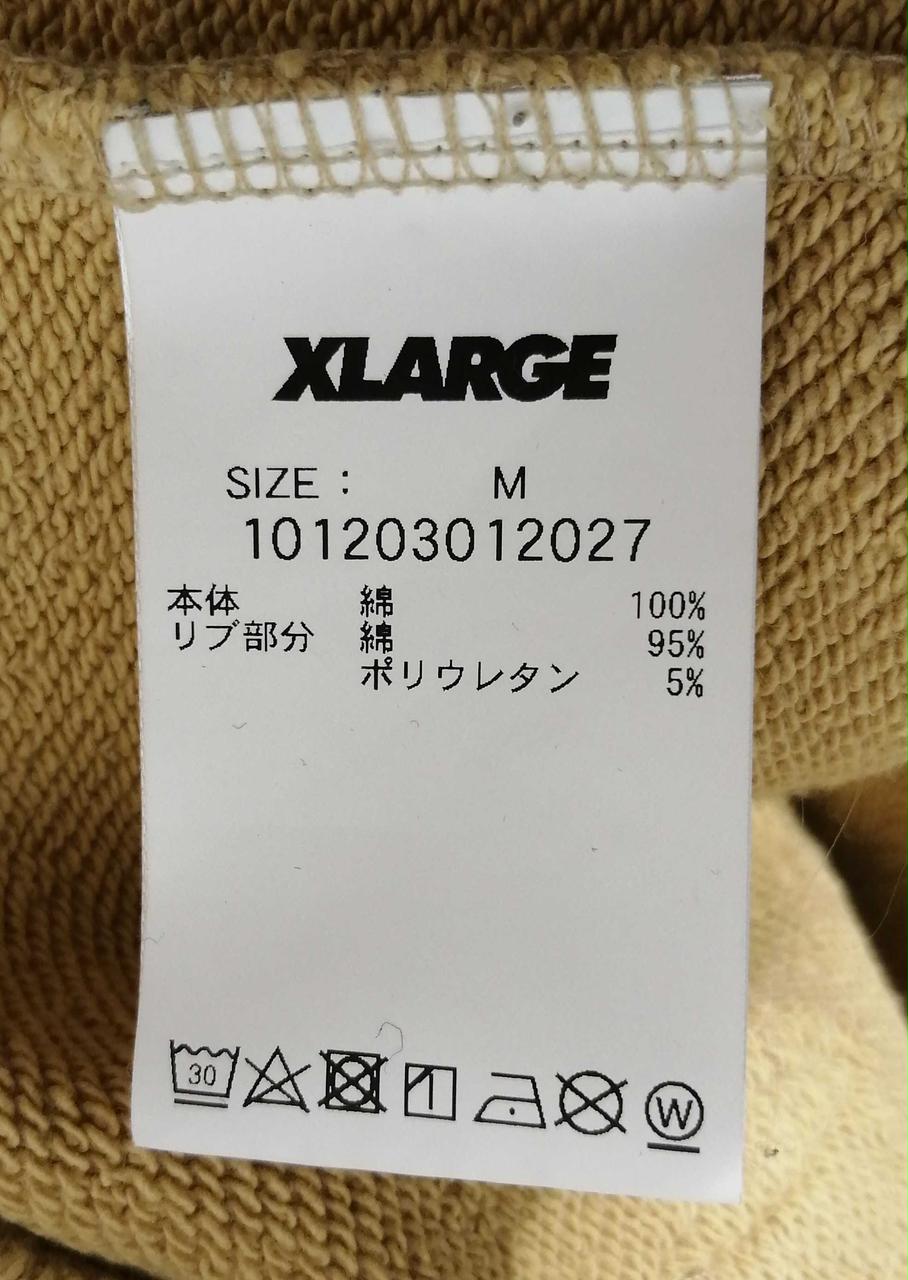 XLARGE
SIZE : M
101203012027
本体 綿 100%
リブ部分 綿 95%
ポリウレタン 5%
30
W